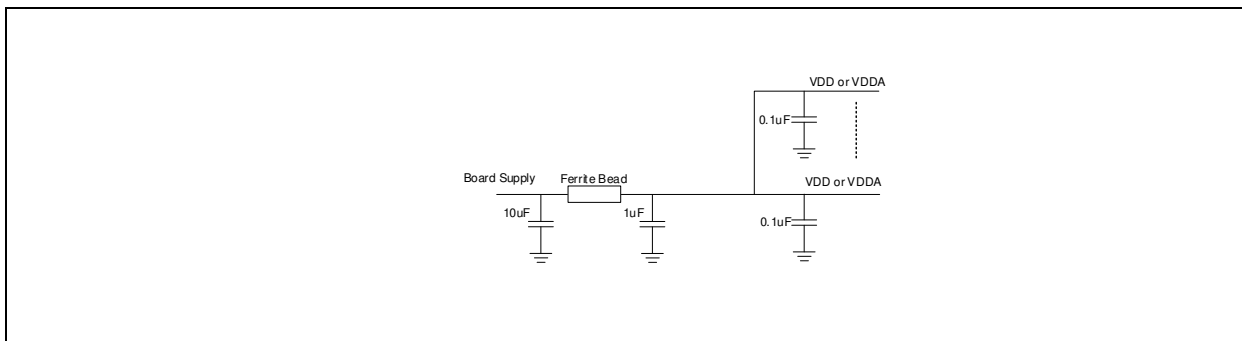 VDD or VDDA
0.1uF
Board Supply
Ferrite Bead
VDD or VDDA
10uF
1uF
0.1uF